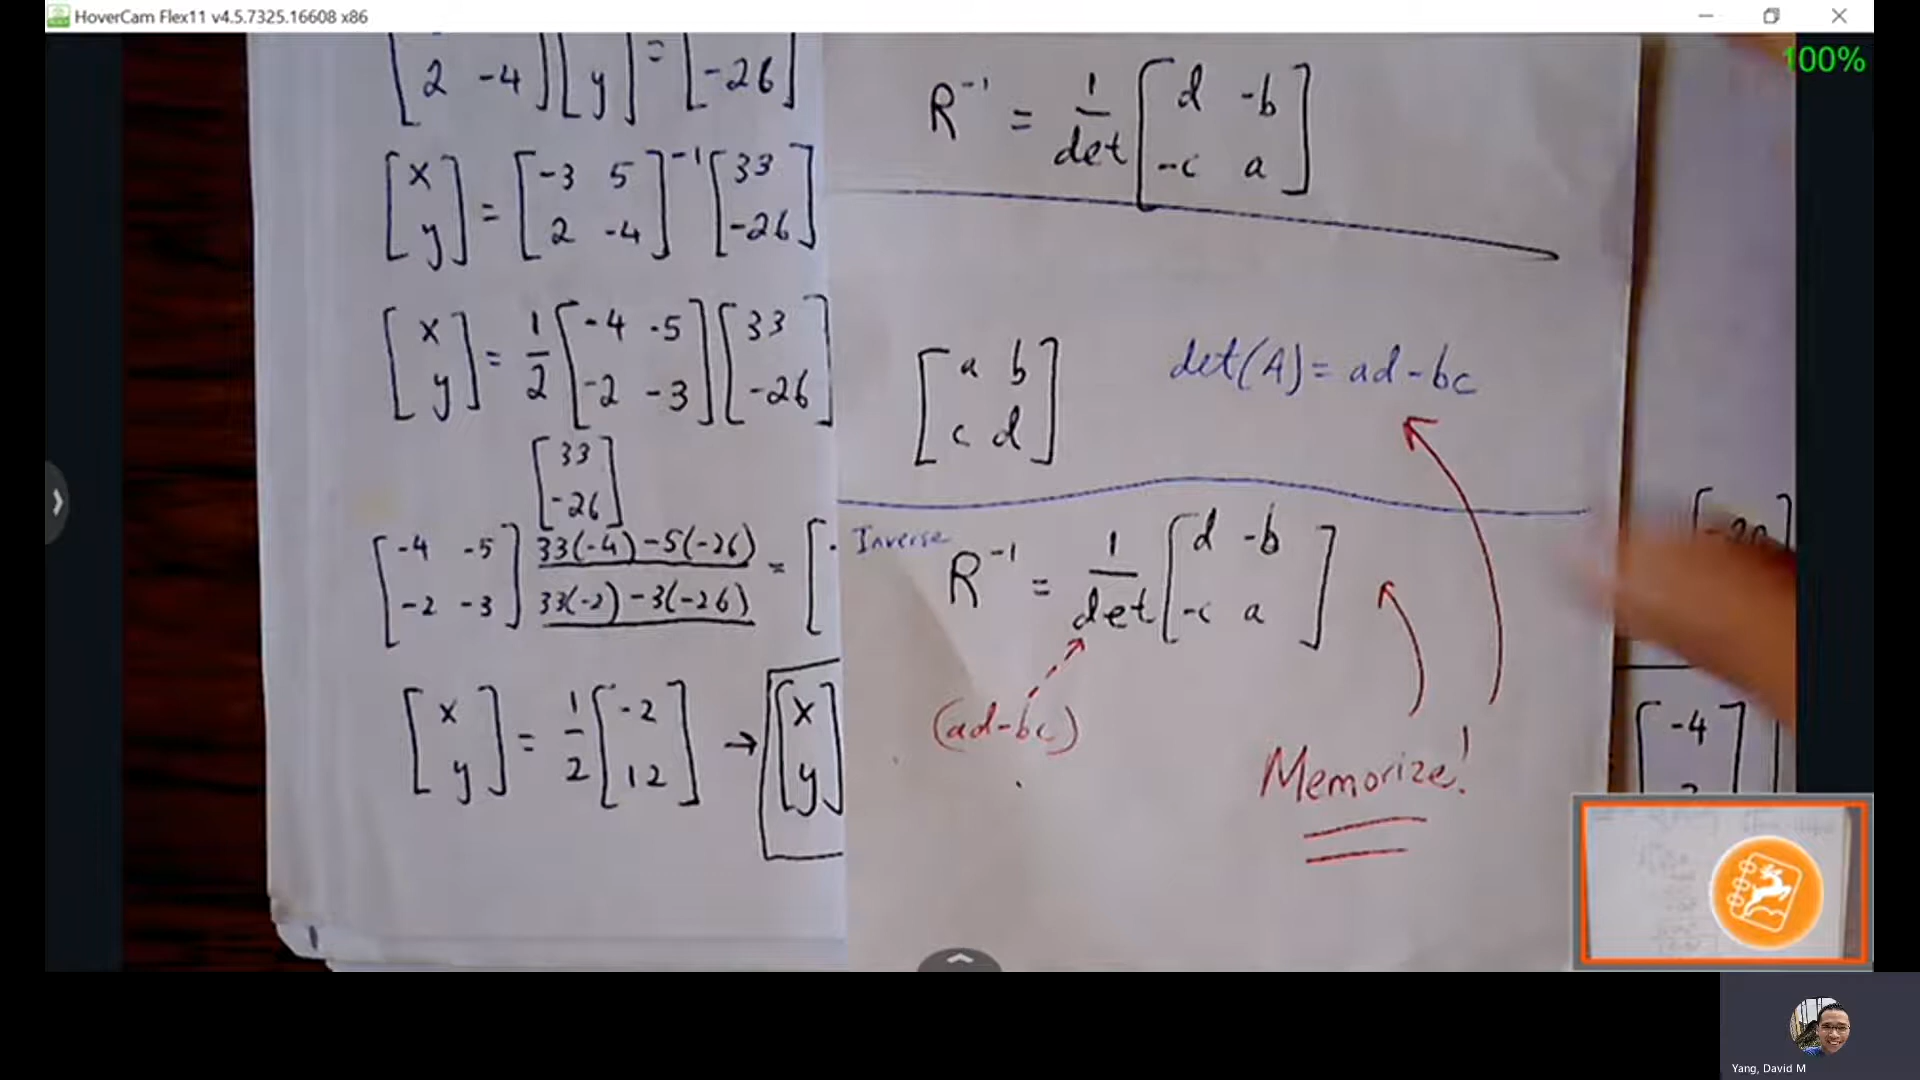 HoverCam Flex11 v4.5.7325.16608 x86
100%
2 -4 y = -26
x = -3 5 -1 33
y 2 -4 -26
x = 1 -4 -5 33
y 2 -2 -3 -26
33
-26
-4 -5 33(-4) -5(-26) =
-2 -3 33(-2) -3(-26)
x = 1 -2 → x
y 2 12 y
R⁻¹ = 1 d -b
det -c a
a b det(A) = ad-bc
c d
Inverse
R⁻¹ = 1 d -b
det -c a
(ad-bc)
Memorize!
-4
Yang, David M